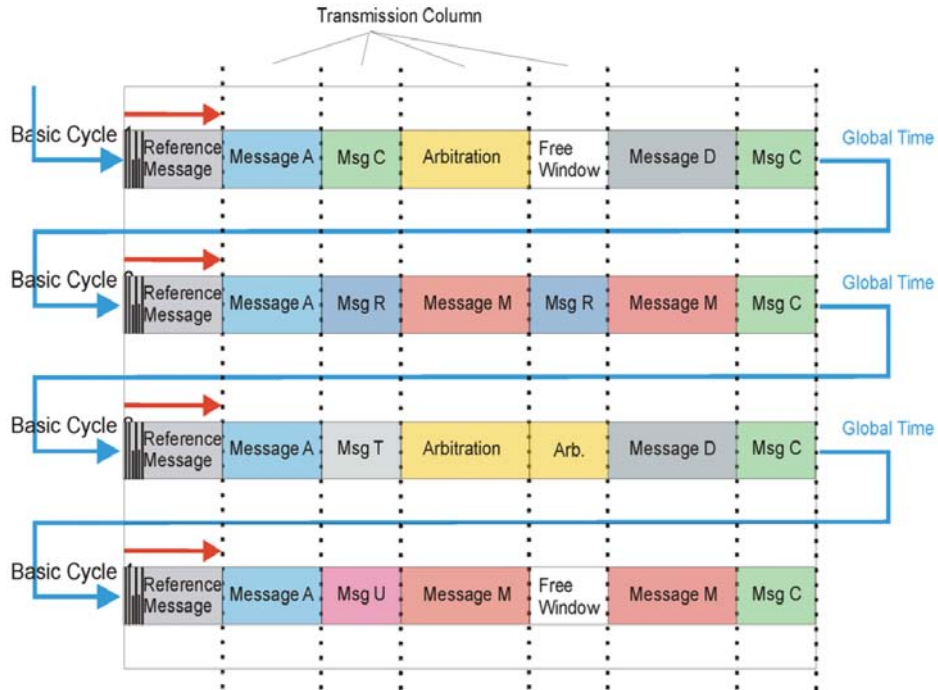 Transmission Column
Basic Cycle
Reference
Message
Message A
Msg C
Arbitration
Free
Window
Message D
Msg C
Global Time
Basic Cycle
Reference
Message
Message A
Msg R
Message M
Msg R
Message M
Msg C
Global Time
Basic Cycle
Reference
Message
Message A
Msg T
Arbitration
Arb.
Message D
Msg C
Global Time
Basic Cycle
Reference
Message
Message A
Msg U
Message M
Free
Window
Message M
Msg C